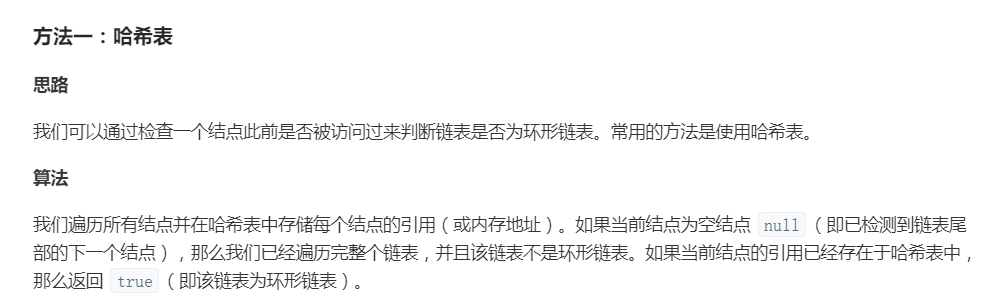 方法一：哈希表
思路
我们可以通过检查一个结点此前是否被访问过来判断链表是否为环形链表。常用的方法是使用哈希表。
算法
我们遍历所有结点并在哈希表中存储每个结点的引用（或内存地址）。如果当前结点为空结点 null（即已检测到链表尾
部的下一个结点），那么我们已经遍历完整个链表，并且该链表不是环形链表。如果当前结点的引用已经存在于哈希表中，
那么返回 true（即该链表为环形链表）。